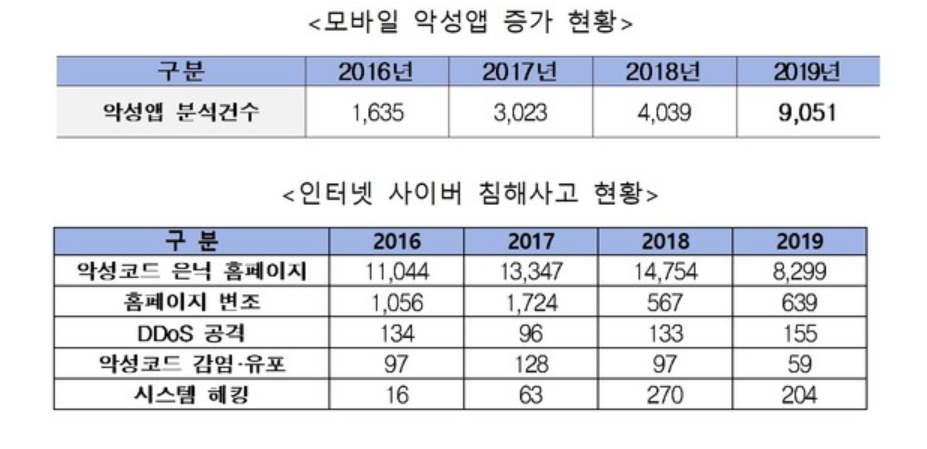 <모바일 악성앱 증가 현황>
구분 2016년 2017년 2018년 2019년
악성앱 분석건수 1,635 3,023 4,039 9,051
<인터넷 사이버 침해사고 현황>
구 분 2016 2017 2018 2019
악성코드 은닉 홈페이지 11,044 13,347 14,754 8,299
홈페이지 변조 1,056 1,724 567 639
DDoS 공격 134 96 133 155
악성코드 감염·유포 97 128 97 59
시스템 해킹 16 63 270 204